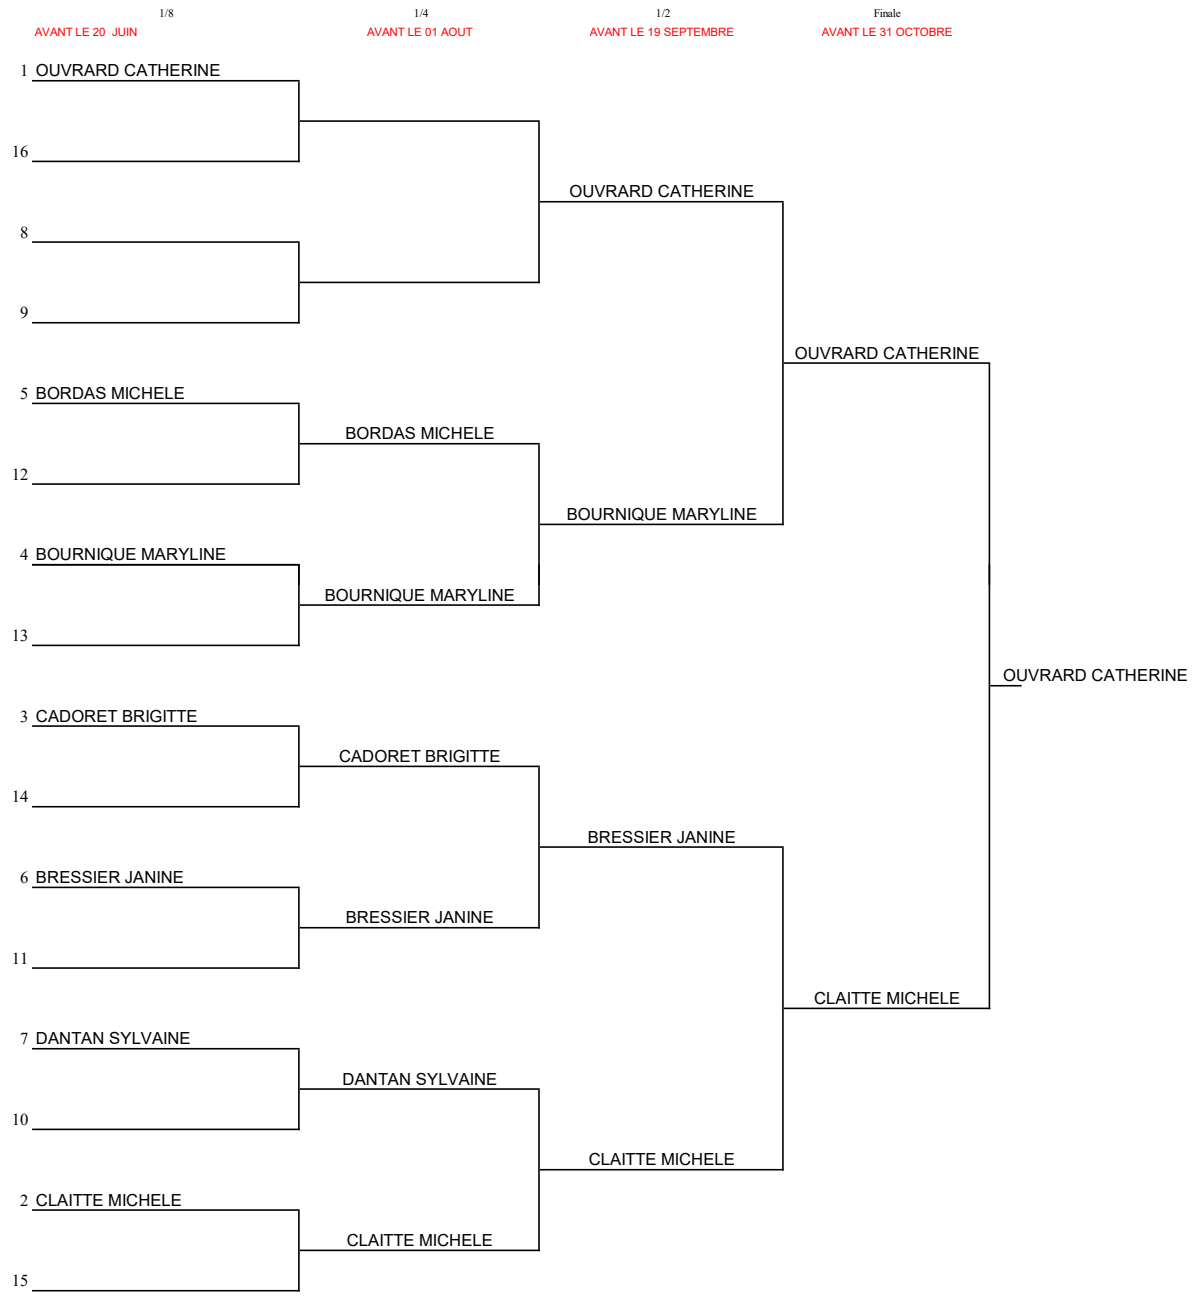 1/8 1/4 1/2 Finale
AVANT LE 20 JUIN AVANT LE 01 AOUT AVANT LE 19 SEPTEMBRE AVANT LE 31 OCTOBRE
1 OUVRARD CATHERINE
16
OUVRARD CATHERINE
8
9
OUVRARD CATHERINE
5 BORDAS MICHELE
BORDAS MICHELE
12
BOURNIQUE MARYLINE
4 BOURNIQUE MARYLINE
BOURNIQUE MARYLINE
13
OUVRARD CATHERINE
3 CADORET BRIGITTE
CADORET BRIGITTE
14
BRESSIER JANINE
6 BRESSIER JANINE
BRESSIER JANINE
11
CLAITTE MICHELE
7 DANTAN SYLVAINE
DANTAN SYLVAINE
10
CLAITTE MICHELE
2 CLAITTE MICHELE
CLAITTE MICHELE
15